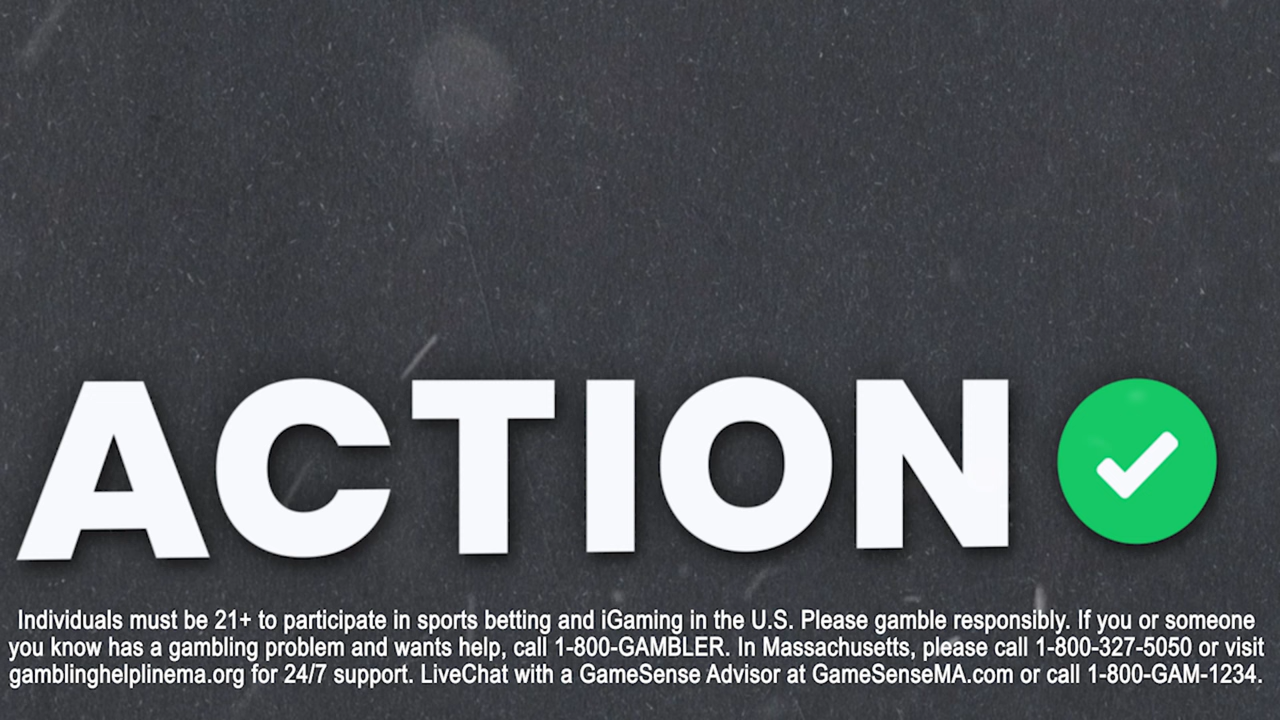 ACTION
Individuals must be 21+ to participate in sports betting and iGaming in the U.S. Please gamble responsibly. If you or someone
you know has a gambling problem and wants help, call 1-800-GAMBLER. In Massachusetts, please call 1-800-327-5050 or visit
gamblinghelplinema.org for 24/7 support. LiveChat with a GameSense Advisor at GameSenseMA.com or call 1-800-GAM-1234.